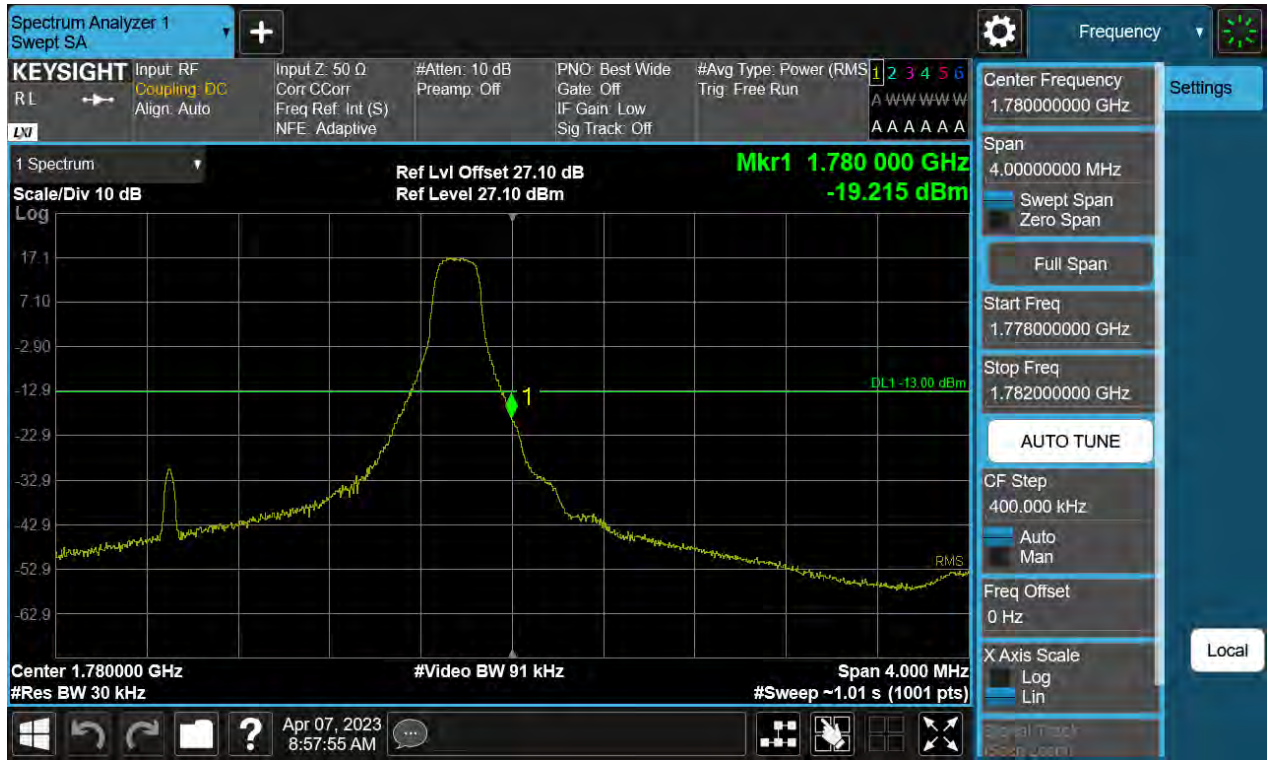 Spectrum Analyzer 1
Swept SA
Frequency
KEYSIGHT
RL
LXI
Input: RF
Coupling: DC
Align: Auto
Input Z: 50 Ω
Corr CCorr
Freq Ref: Int (S)
NFE: Adaptive
#Atten: 10 dB
Preamp: Off
PNO: Best Wide
Gate: Off
IF Gain: Low
Sig Track: Off
#Avg Type: Power (RMS
Trig: Free Run
1 2 3 4 5 6
A W W W W W
A A A A A A
1 Spectrum
Scale/Div 10 dB
Log
Ref Lvl Offset 27.10 dB
Ref Level 27.10 dBm
Mkr1 1.780 000 GHz
-19.215 dBm
17.1
7.10
-2.90
-12.9
-22.9
-32.9
-42.9
-52.9
-62.9
DL1 -13.00 dBm
1
RMS
Center 1.780000 GHz
#Res BW 30 kHz
#Video BW 91 kHz
Span 4.000 MHz
#Sweep ~1.01 s (1001 pts)
Center Frequency
1.780000000 GHz
Settings
Span
4.00000000 MHz
Swept Span
Zero Span
Full Span
Start Freq
1.778000000 GHz
Stop Freq
1.782000000 GHz
AUTO TUNE
CF Step
400.000 kHz
Auto
Man
Freq Offset
0 Hz
X Axis Scale
Log
Lin
Local
Signal Track
(Span Zoom)
?
Apr 07, 2023
8:57:55 AM